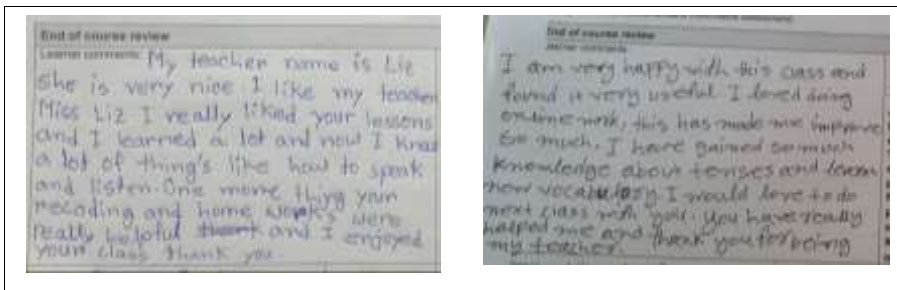 End of course review
Learner comments: My teacher name is Liz
She is very nice I like my teacher
Miss Liz I really liked your lessons
and I learned a lot and now I know
a lot of thing's like how to speak
and listen. One more thing your
recoding and home works were
really helpful thank and I enjoyed
your class thank you.
End of course review
learner comments
I am very happy with this class and
found it very useful I loved doing
on-line work, this has made me improve
so much. I have gained so much
knowledge about tenses and learn
new vocabulary I would love to do
next class with you. You have really
helped me and thank you for being
my teacher.